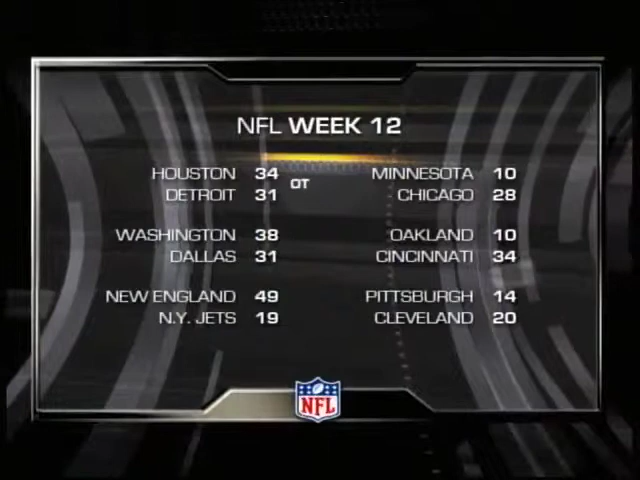 NFL WEEK 12
HOUSTON 34
DETROIT 31
OT
WASHINGTON 38
DALLAS 31
NEW ENGLAND 49
N.Y. JETS 19
MINNESOTA 10
CHICAGO 28
OAKLAND 10
CINCINNATI 34
PITTSBURGH 14
CLEVELAND 20
NFL